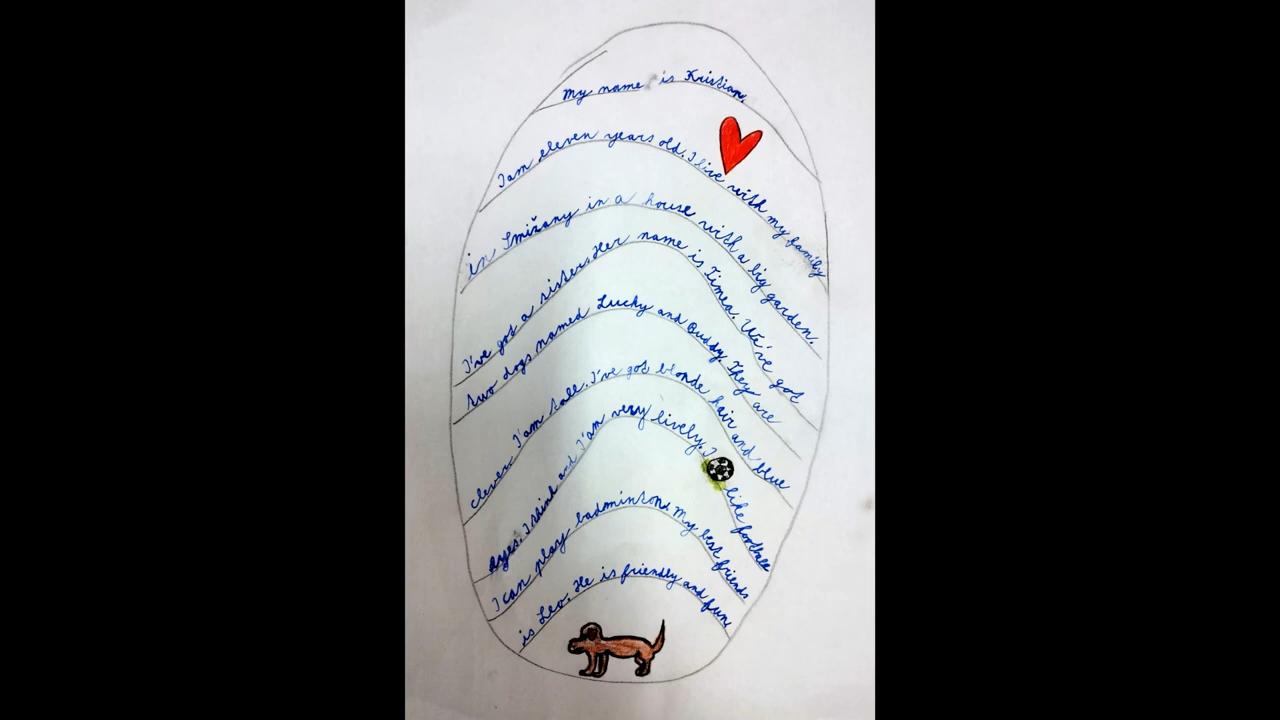 My name is Kristian.
I am eleven years old. I live with my family
in Smižany in a house with a big garden.
I've got a sister. Her name is Timea. We've got
two dogs named Lucky and Buddy. They are
clever. I'am tall. I've got blonde hair and blue
eyes. I think and I'am very lively. I like football
I can play badminton. My best friends
is Leo. He is friendly and fun.